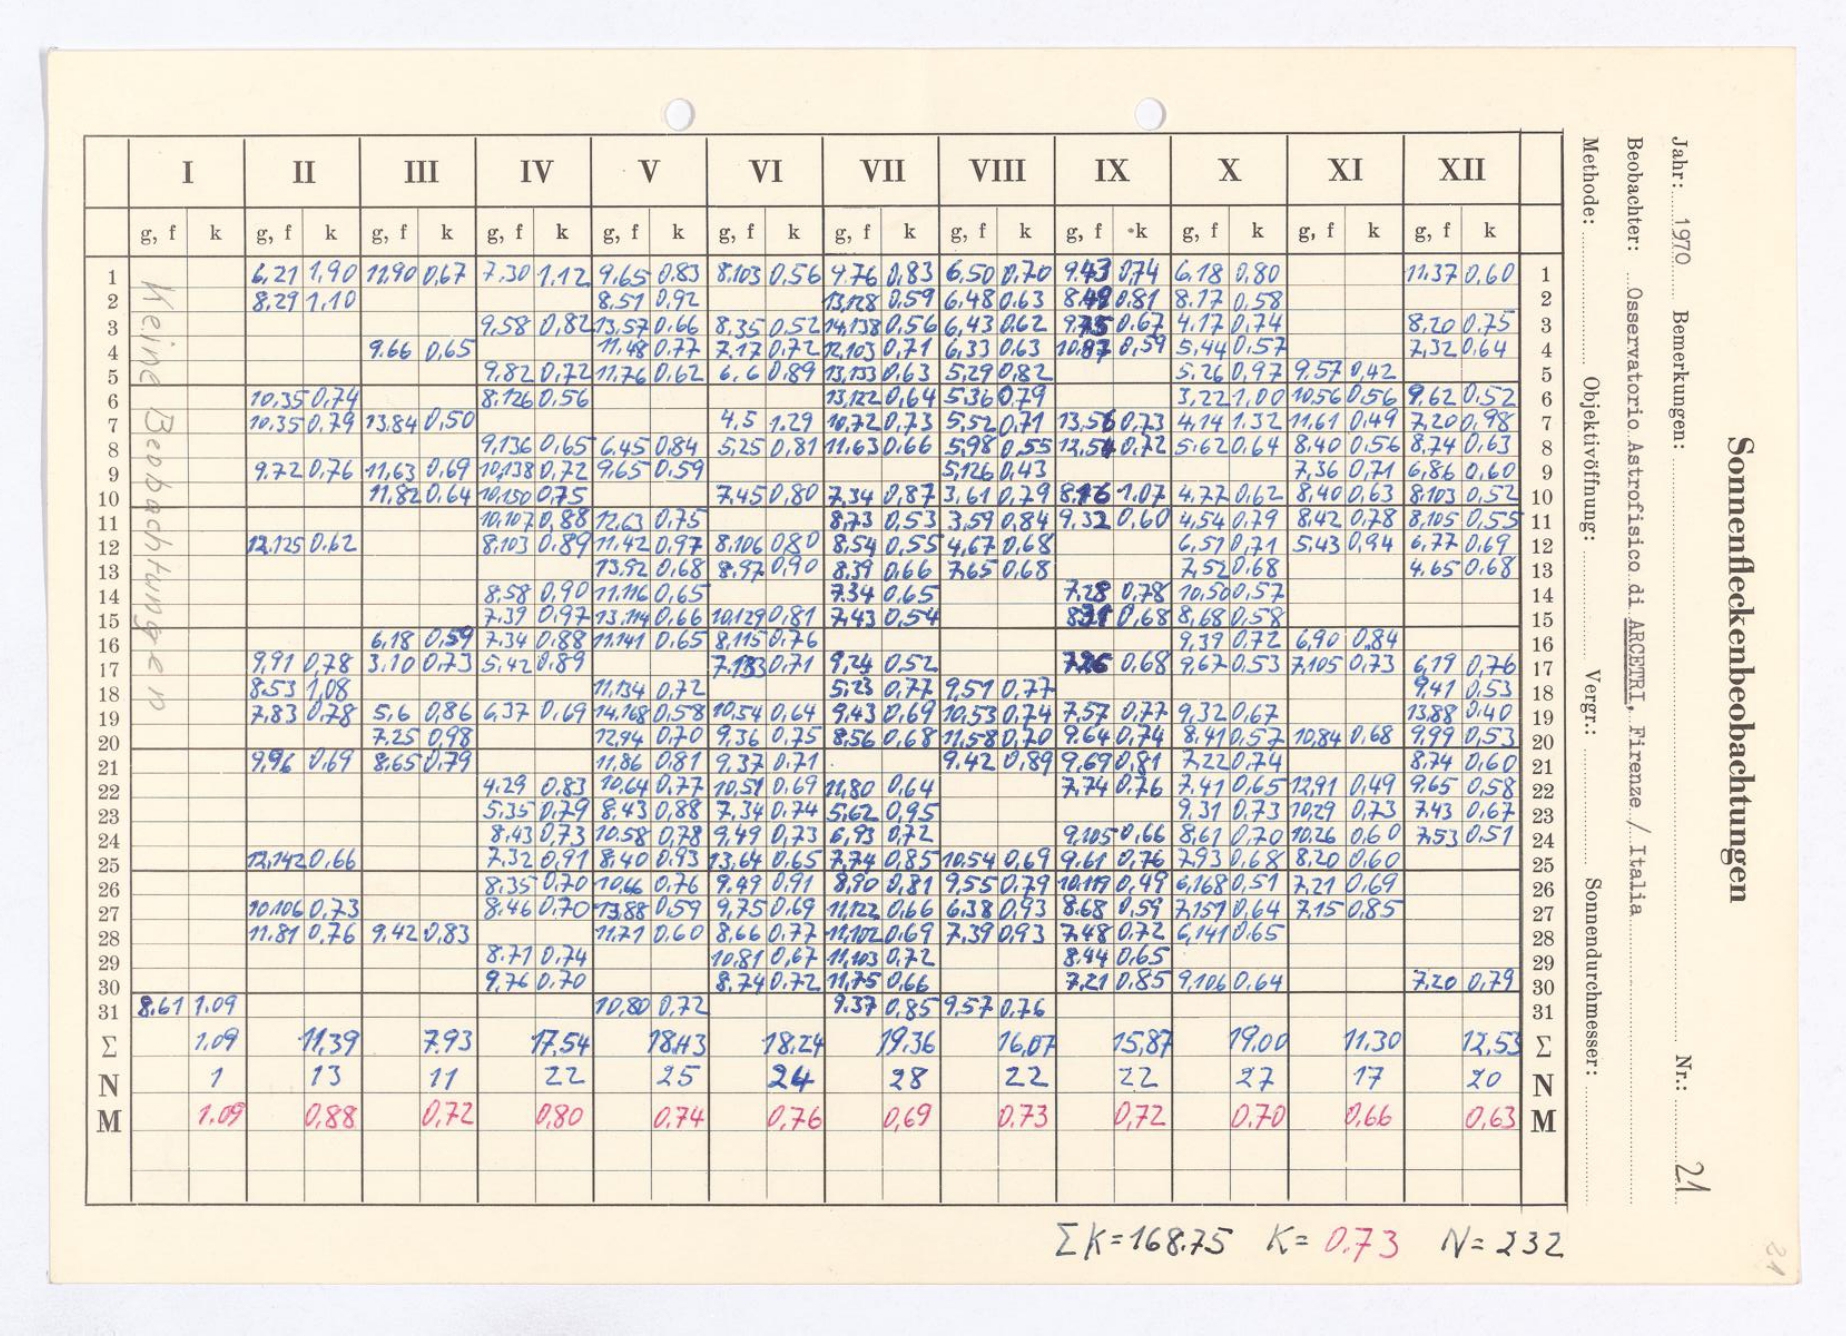 Sonnenfleckenbeobachtungen
Jahr: 1970 Bemerkungen: Nr.: 21
Beobachter: Osservatorio Astrofisico di ARCETRI, Firenze / Italia
Methode: Objektivöffnung: Vergr.: Sonnendurchmesser:
I II III IV V VI VII VIII IX X XI XII
g, f k g, f k g, f k g, f k g, f k g, f k g, f k g, f k g, f k g, f k g, f k g, f k
Keine Beobachtungen
1 6,21 1,90 11,90 0,67 7,30 1,12 9,65 0,83 8,103 0,56 9,76 0,83 6,50 0,70 9,43 0,74 6,18 0,80 11,37 0,60 1
2 8,29 1,10 8,51 0,92 13,128 0,59 6,48 0,63 0,81 8,17 0,58 2
3 9,58 0,82 13,57 0,66 8,35 0,52 14,138 0,56 6,43 0,62 0,67 4,17 0,74 8,20 0,75 3
4 9,66 0,65 11,48 0,77 7,17 0,72 12,103 0,71 6,33 0,63 10,87 0,59 5,44 0,57 7,32 0,64 4
5 9,82 0,72 11,76 0,62 6,6 0,89 13,133 0,63 5,29 0,82 5,26 0,97 9,57 0,42 5
6 10,35 0,74 8,126 0,56 13,122 0,64 5,36 0,79 3,22 1,00 10,56 0,56 9,62 0,52 6
7 10,35 0,79 13,84 0,50 4,5 1,29 10,72 0,73 5,52 0,71 13,56 0,73 4,14 1,32 11,61 0,49 7,20 0,98 7
8 9,136 0,65 6,45 0,84 5,25 0,81 11,63 0,66 5,98 0,55 12,54 0,72 5,62 0,64 8,40 0,56 8,74 0,63 8
9 9,72 0,76 11,63 0,69 10,138 0,72 9,65 0,59 5,126 0,43 7,36 0,71 6,86 0,60 9
10 11,82 0,64 10,150 0,75 7,45 0,80 7,34 0,87 3,61 0,79 1,07 4,77 0,62 8,40 0,63 8,103 0,52 10
11 10,107 0,88 12,63 0,75 8,73 0,53 3,59 0,84 9,32 0,60 4,54 0,79 8,42 0,78 8,105 0,55 11
12 12,125 0,62 8,103 0,89 11,42 0,97 8,106 0,80 8,54 0,55 4,67 0,68 6,57 0,71 5,43 0,94 6,77 0,69 12
13 13,92 0,68 8,97 0,90 8,39 0,66 7,65 0,68 7,52 0,68 4,65 0,68 13
14 8,58 0,90 11,116 0,65 7,34 0,65 7,28 0,78 10,50 0,57 14
15 7,39 0,97 13,114 0,66 10,129 0,81 7,43 0,54 0,68 8,68 0,58 15
16 6,18 0,59 7,34 0,88 11,141 0,65 8,115 0,76 9,39 0,72 6,90 0,84 16
17 9,91 0,78 3,10 0,73 5,42 0,89 7,133 0,71 9,24 0,52 7,26 0,68 9,67 0,53 7,105 0,73 6,19 0,76 17
18 8,53 1,08 11,134 0,72 5,23 0,77 9,51 0,77 9,41 0,53 18
19 7,83 0,78 5,6 0,86 6,37 0,69 14,168 0,58 10,54 0,64 9,43 0,69 10,53 0,74 7,57 0,77 9,32 0,67 13,88 0,40 19
20 7,25 0,98 12,94 0,70 9,36 0,75 8,56 0,68 11,58 0,70 9,64 0,74 8,41 0,57 10,84 0,68 9,99 0,53 20
21 9,96 0,69 8,65 0,79 11,86 0,81 9,37 0,71 9,42 0,89 9,69 0,81 7,22 0,74 8,74 0,60 21
22 4,29 0,83 10,64 0,77 10,51 0,69 11,80 0,64 7,74 0,76 7,41 0,65 12,91 0,49 9,65 0,58 22
23 5,35 0,79 8,43 0,88 7,34 0,74 5,62 0,95 9,31 0,73 10,29 0,73 7,43 0,67 23
24 8,43 0,73 10,58 0,78 9,49 0,73 6,93 0,72 9,105 0,66 8,61 0,70 10,26 0,60 7,53 0,51 24
25 12,142 0,66 7,32 0,91 8,40 0,93 13,64 0,65 7,74 0,85 10,54 0,69 9,61 0,76 7,93 0,68 8,20 0,60 25
26 8,35 0,70 10,66 0,76 9,49 0,91 8,90 0,81 9,55 0,79 10,119 0,49 6,168 0,51 7,21 0,69 26
27 10,106 0,73 8,46 0,70 13,88 0,59 9,75 0,69 11,122 0,66 6,38 0,93 8,68 0,59 7,157 0,64 7,15 0,85 27
28 11,81 0,76 9,42 0,83 11,71 0,60 8,66 0,77 11,102 0,69 7,39 0,93 7,48 0,72 6,141 0,65 28
29 8,71 0,74 10,81 0,67 11,103 0,72 8,44 0,65 29
30 9,76 0,70 8,74 0,72 11,75 0,66 7,21 0,85 9,106 0,64 7,20 0,79 30
31 8,61 1,09 10,80 0,72 9,37 0,85 9,57 0,76 31
Σ 1,09 11,39 7,93 17,54 18,43 18,24 19,36 16,07 15,87 19,00 11,30 12,53 Σ
N 1 13 11 22 25 24 28 22 22 27 17 20 N
M 1,09 0,88 0,72 0,80 0,74 0,76 0,69 0,73 0,72 0,70 0,66 0,63 M
Σk = 168.75 K = 0.73 N = 232
21